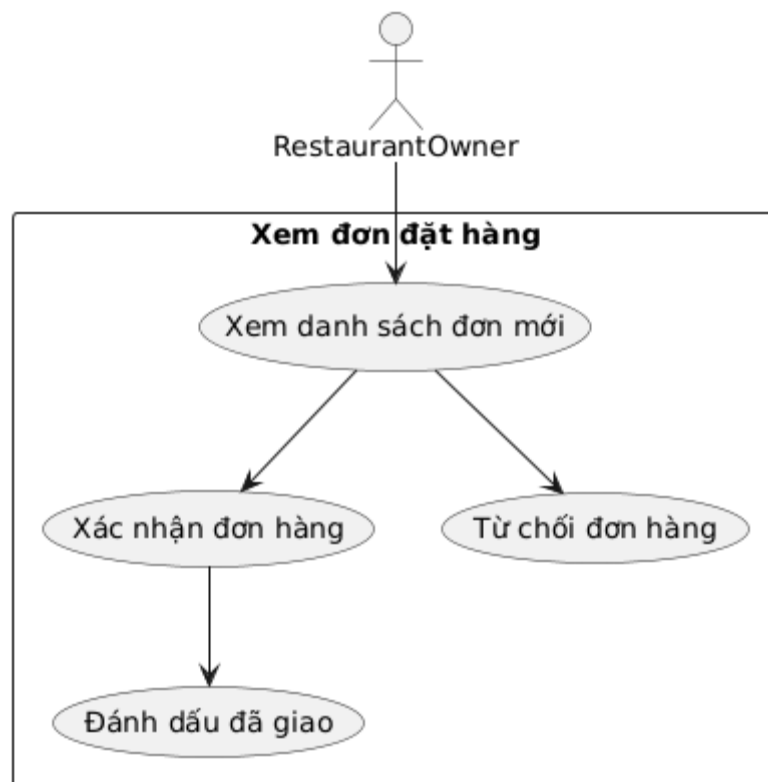 RestaurantOwner
Xem đơn đặt hàng
Xem danh sách đơn mới
Xác nhận đơn hàng
Từ chối đơn hàng
Đánh dấu đã giao